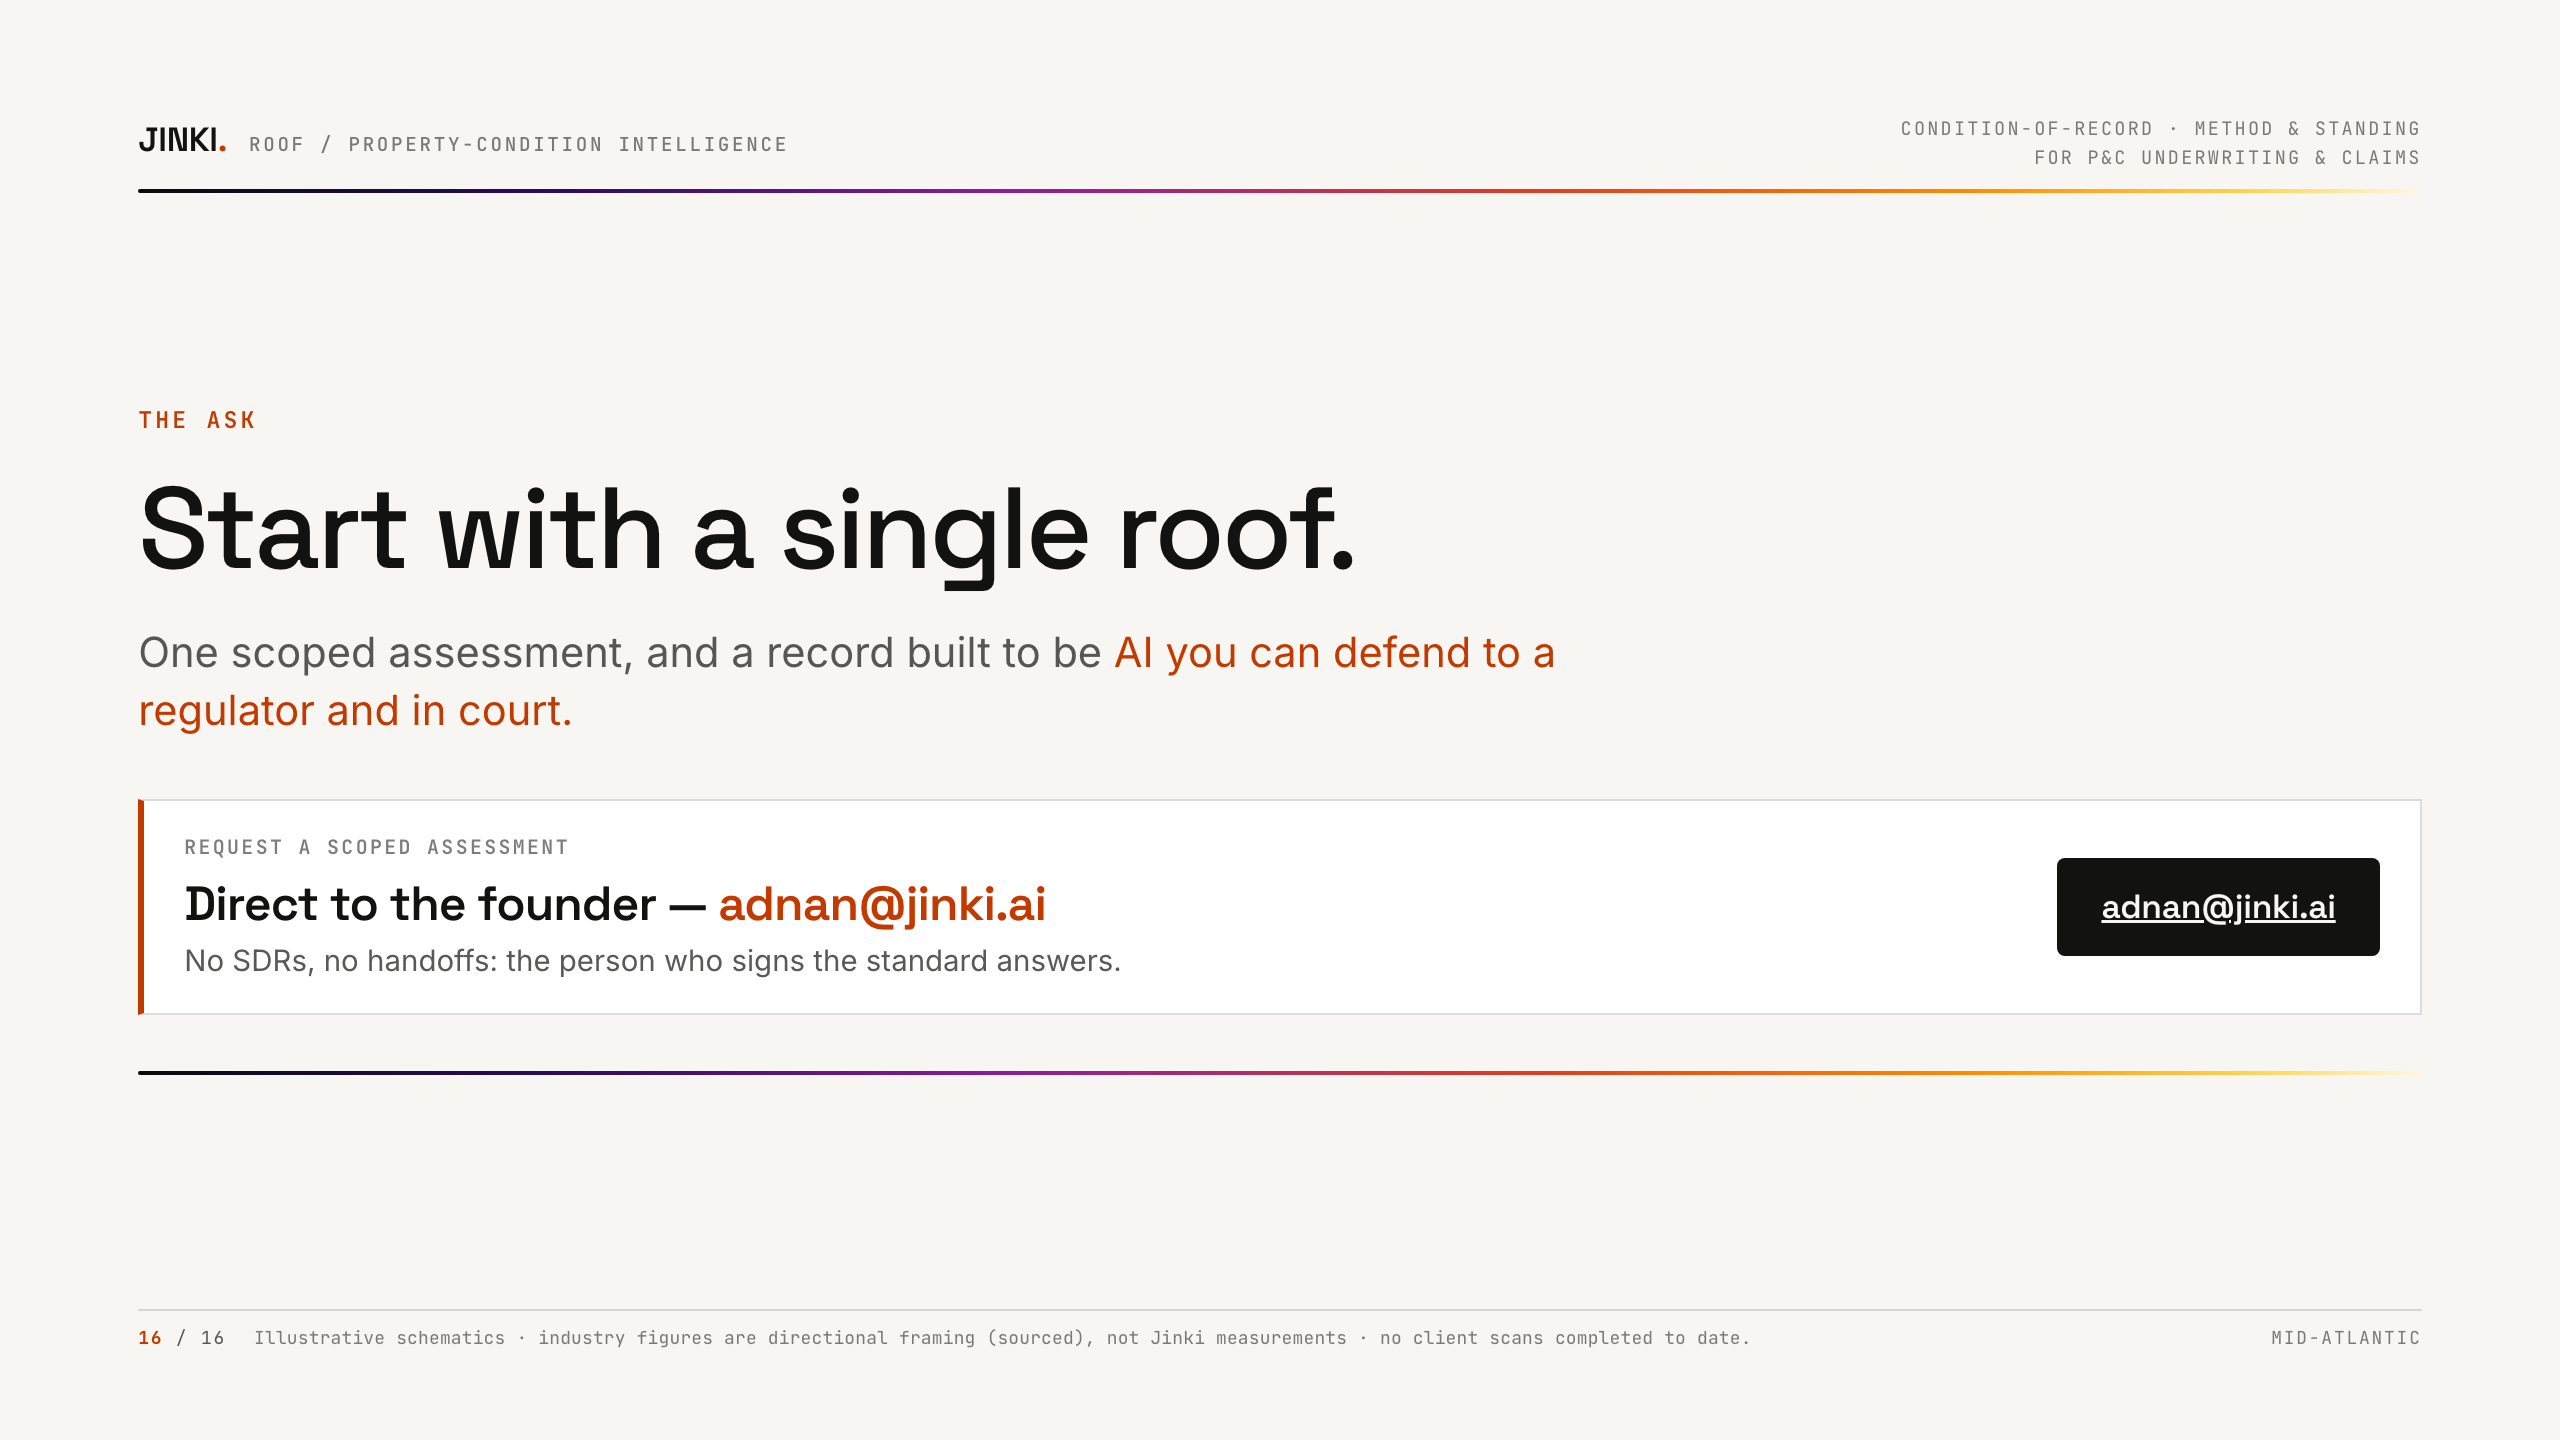 JINKI. ROOF / PROPERTY-CONDITION INTELLIGENCE
CONDITION-OF-RECORD · METHOD & STANDING
FOR P&C UNDERWRITING & CLAIMS
THE ASK
Start with a single roof.
One scoped assessment, and a record built to be AI you can defend to a
regulator and in court.
REQUEST A SCOPED ASSESSMENT
Direct to the founder — adnan@jinki.ai
No SDRs, no handoffs: the person who signs the standard answers.
adnan@jinki.ai
16 / 16 Illustrative schematics · industry figures are directional framing (sourced), not Jinki measurements · no client scans completed to date.
MID-ATLANTIC